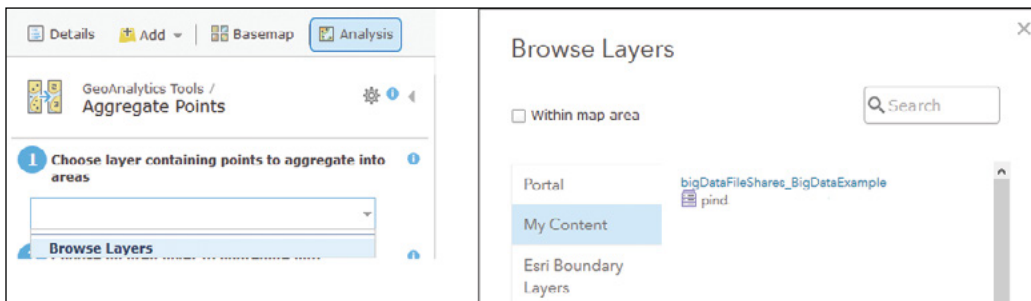 Details Add Basemap Analysis
GeoAnalytics Tools /
Aggregate Points
1 Choose layer containing points to aggregate into
areas
Browse Layers
Browse Layers
Within map area
Search
Portal
My Content
Esri Boundary
Layers
bigDataFileShares_BigDataExample
pind